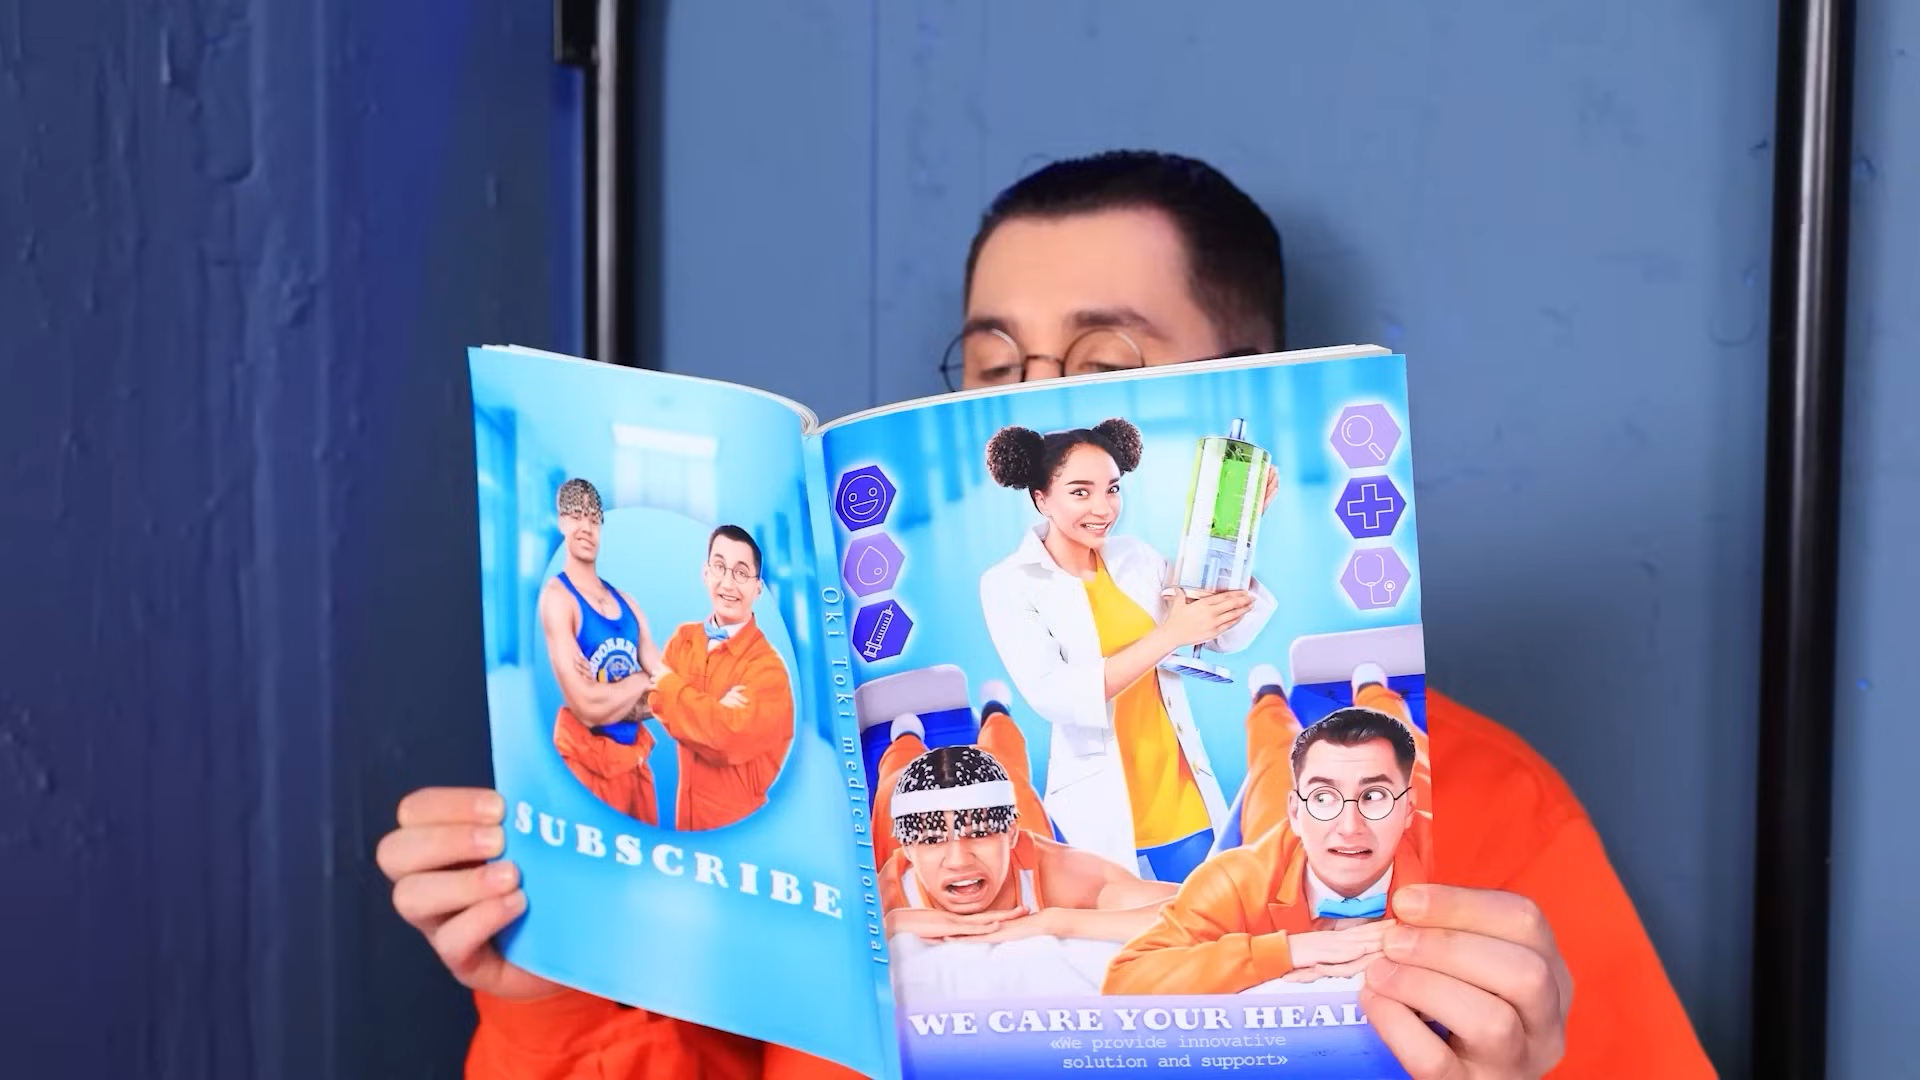 SUBSCRIBE
Oki Toki medical journal
WE CARE YOUR HEAL
«We provide innovative
solution and support»